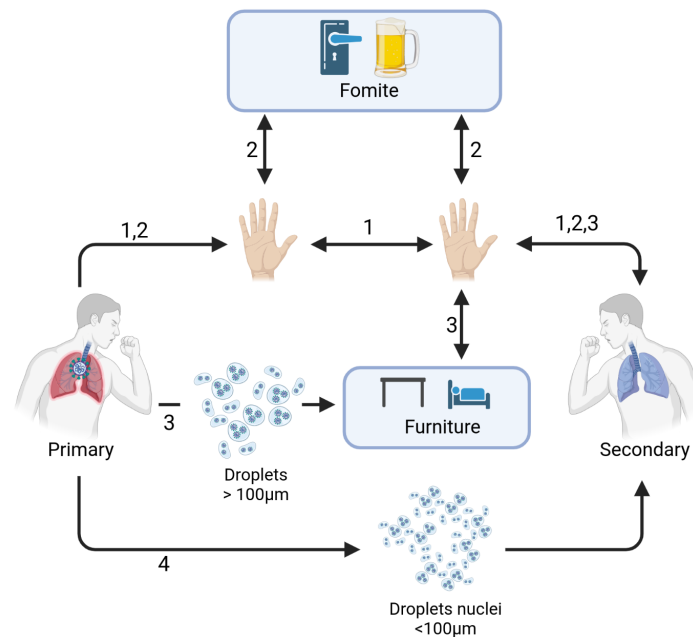 Fomite
2
2
1,2
1
1,2,3
3
3
Furniture
Primary
Secondary
Droplets
> 100µm
4
Droplets nuclei
<100µm